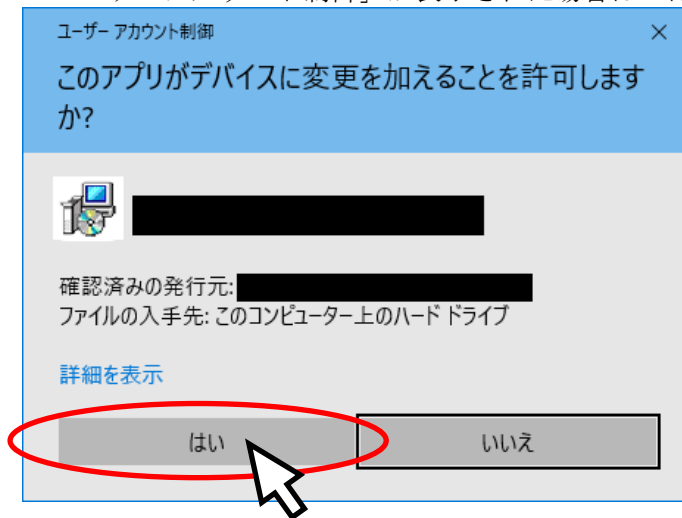 ユーザー アカウント制御
このアプリがデバイスに変更を加えることを許可します
か?
確認済みの発行元:
ファイルの入手先: このコンピューター上のハード ドライブ
詳細を表示
はい
いいえ